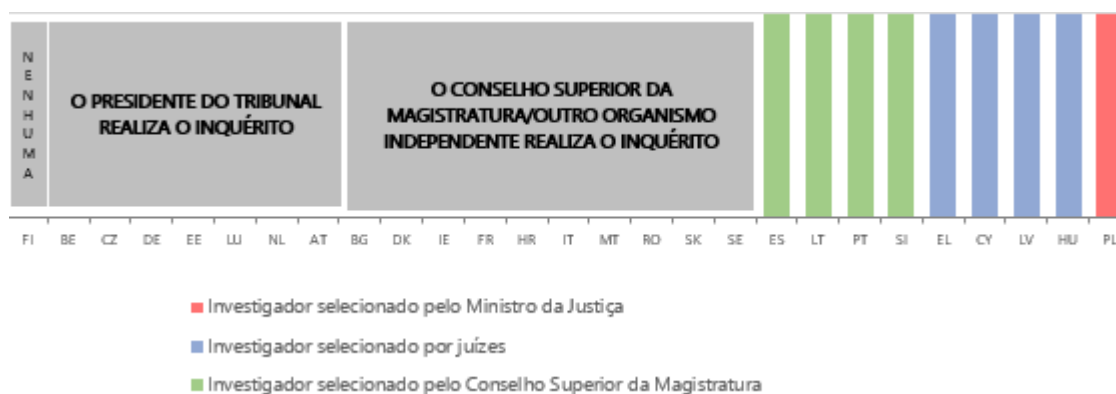 NENHUMA
O PRESIDENTE DO TRIBUNAL
REALIZA O INQUÉRITO
O CONSELHO SUPERIOR DA
MAGISTRATURA/OUTRO ORGANISMO
INDEPENDENTE REALIZA O INQUÉRITO
FI BE CZ DE EE LU NL AT BG DK IE FR HR IT MT RO SK SE ES LT PT SI EL CY LV HU PL
Investigador selecionado pelo Ministro da Justiça
Investigador selecionado por juízes
Investigador selecionado pelo Conselho Superior da Magistratura